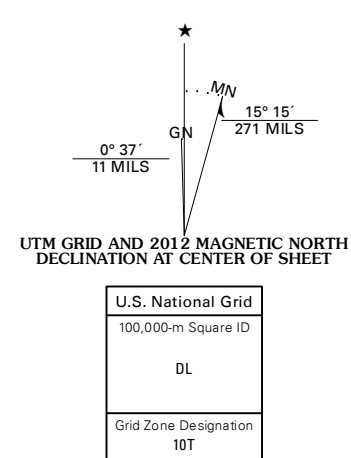 ★
MN
15° 15´
271 MILS
GN
0° 37´
11 MILS
UTM GRID AND 2012 MAGNETIC NORTH
DECLINATION AT CENTER OF SHEET
U.S. National Grid
100,000-m Square ID
DL
Grid Zone Designation
10T